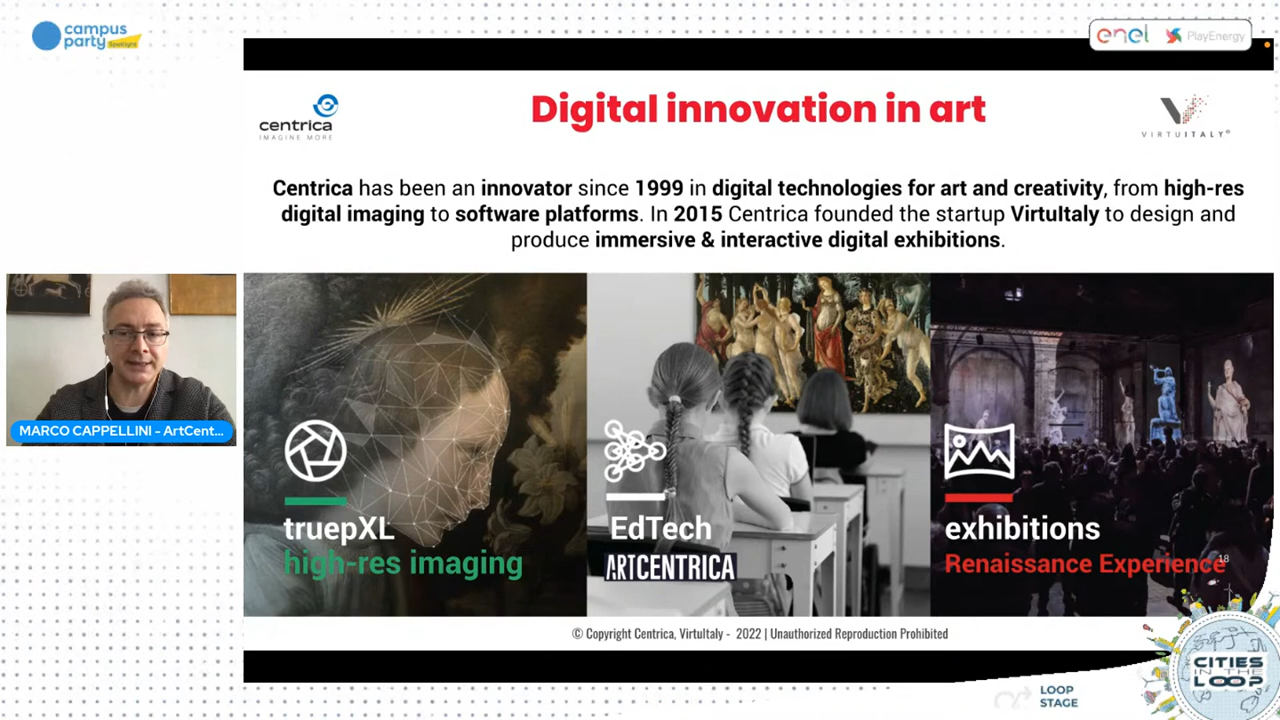 campus
party
Spotlight
enel PlayEnergy
centrica
IMAGINE MORE
Digital innovation in art
VIRTUITALY®
Centrica has been an innovator since 1999 in digital technologies for art and creativity, from high-res
digital imaging to software platforms. In 2015 Centrica founded the startup VirtuItaly to design and
produce immersive & interactive digital exhibitions.
MARCO CAPPELLINI - ArtCent...
truepXL
high-res imaging
EdTech
ARTCENTRICA
exhibitions
Renaissance Experience
18
© Copyright Centrica, VirtuItaly - 2022 | Unauthorized Reproduction Prohibited
CITIES
IN THE
LOOP
LOOP
STAGE